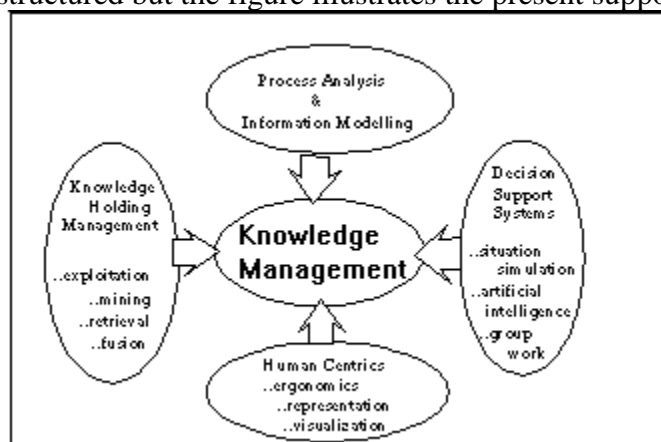 structured but the figure illustrates the present suppo
Process Analysis
&
Information Modelling
Knowledge
Holding
Management
..exploitation
..mining
..retrieval
..fusion
Knowledge
Management
Decision
Support
Systems
..situation
simulation
..artificial
intelligence
..group
work
Human Centrics
..ergonomics
..representation
..visualization